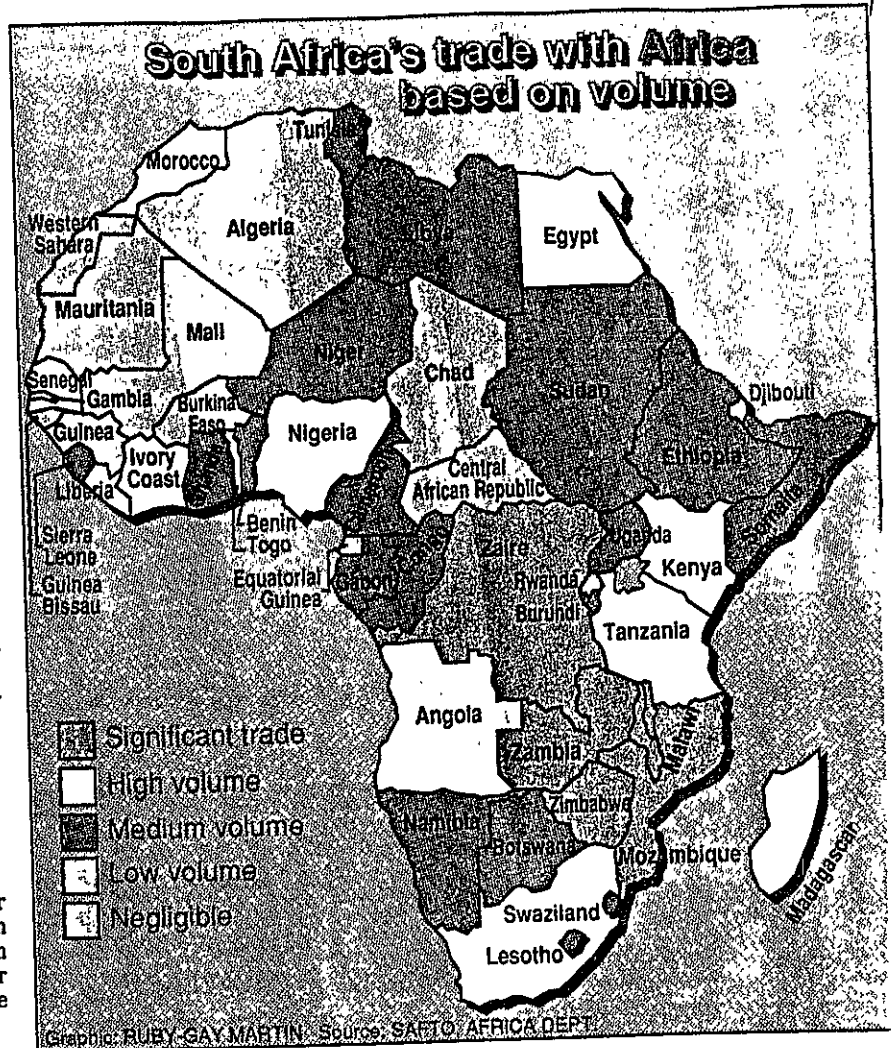 South Africa's trade with Africa
based on volume
Tunisia
Morocco
Western
Sahara
Algeria
Libya
Egypt
Mauritania
Mali
Niger
Chad
Sudan
Djibouti
Senegal
Gambia
Burkina
Faso
Guinea
Ivory
Coast
Nigeria
Ethiopia
Central
African Republic
Liberia
Somalia
Sierra
Leone
Benin
Togo
Uganda
Guinea
Bissau
Equatorial
Guinea
Gabon
Zaire
Rwanda
Burundi
Kenya
Tanzania
Angola
Significant trade
High volume
Medium volume
Low volume
Negligible
Zambia
Malawi
Zimbabwe
Namibia
Botswana
Mozambique
Madagascar
Swaziland
Lesotho
Graphic: RUBY-GAY MARTIN Source: SAFTO AFRICA DEPT